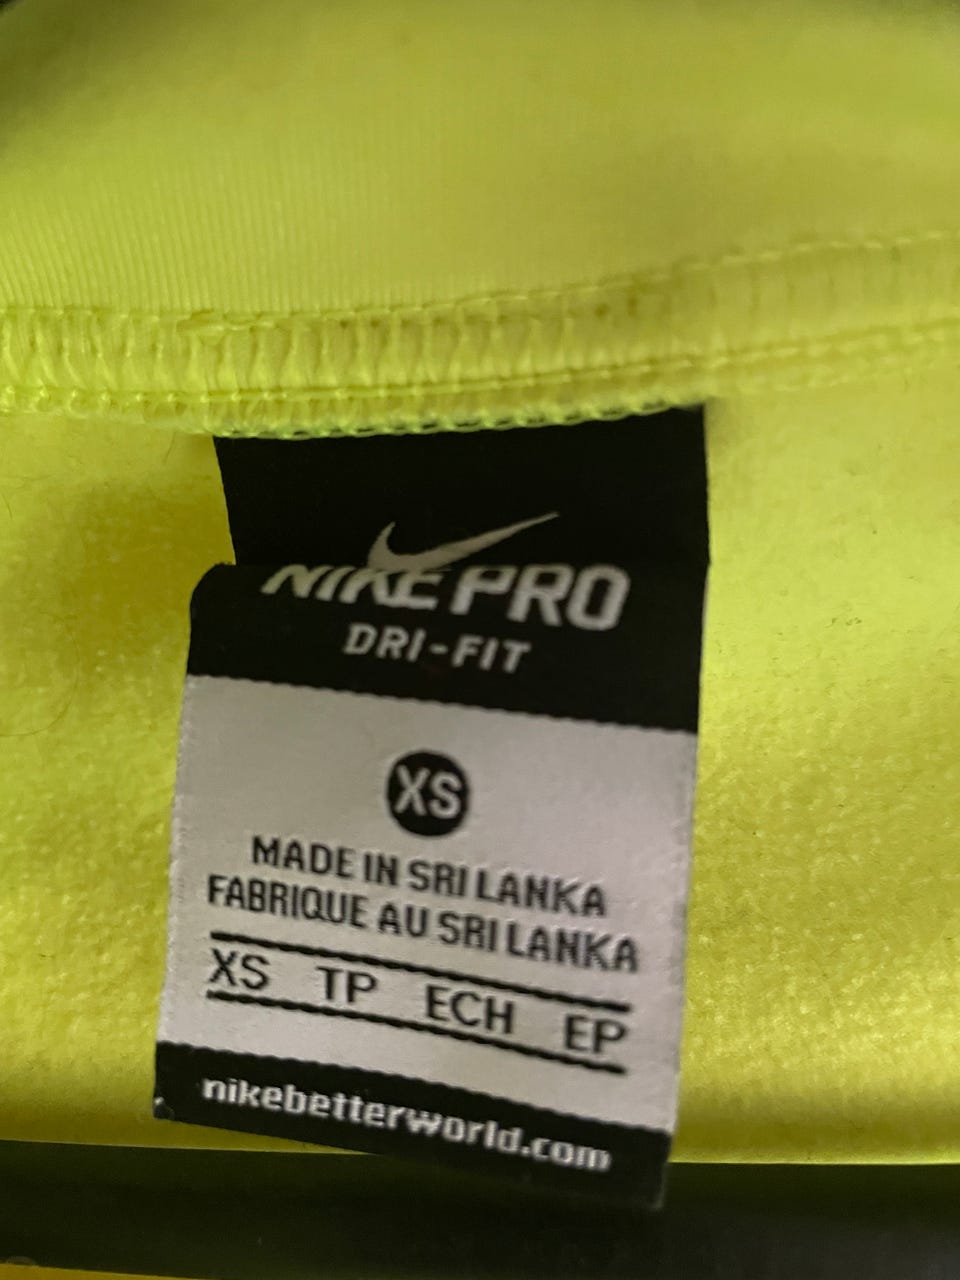 NIKE PRO
DRI-FIT
XS
MADE IN SRI LANKA
FABRIQUE AU SRI LANKA
XS TP ECH EP
nikebetterworld.com